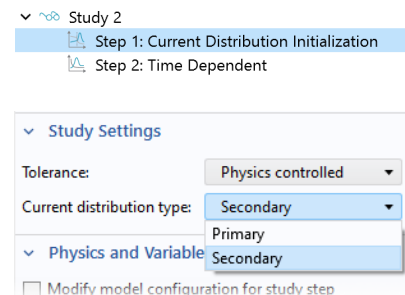 Study 2
Step 1: Current Distribution Initialization
Step 2: Time Dependent
Study Settings
Tolerance: Physics controlled
Current distribution type: Secondary
Primary
Physics and Variable
Secondary
Modify model configuration for study step